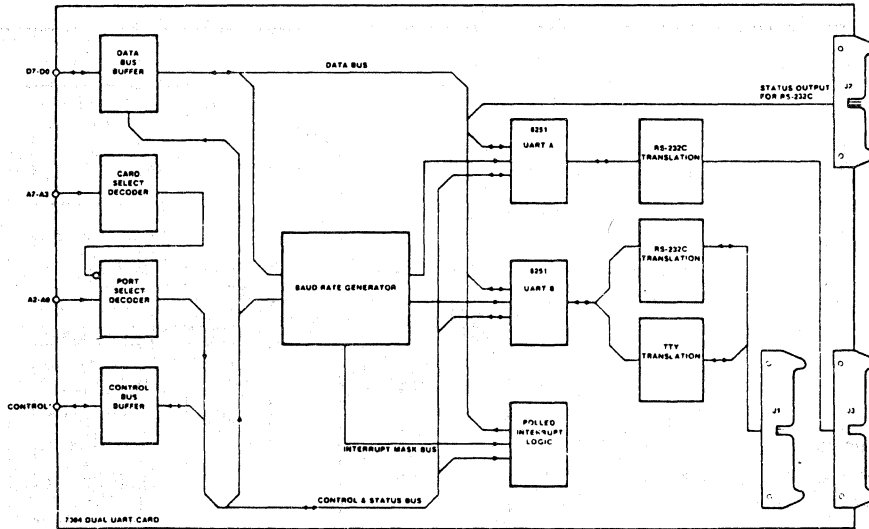 DATA
BUS
BUFFER
D7-D0
DATA BUS
STATUS OUTPUT
FOR RS-232C
J2
CARD
SELECT
DECODER
A7-A3
8251
UART A
RS-232C
TRANSLATION
PORT
SELECT
DECODER
A2-A0
BAUD RATE GENERATOR
8251
UART B
RS-232C
TRANSLATION
TTY
TRANSLATION
CONTROL
BUS
BUFFER
CONTROL*
POLLED
INTERRUPT
LOGIC
J1
J3
INTERRUPT MASK BUS
CONTROL & STATUS BUS
7304 DUAL UART CARD